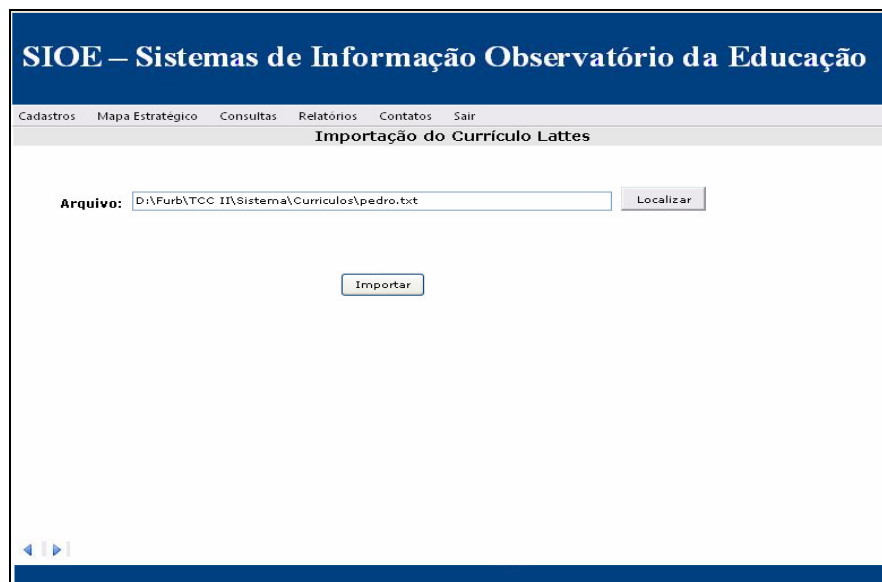 SIOE – Sistemas de Informação Observatório da Educação
Cadastros Mapa Estratégico Consultas Relatórios Contatos Sair
Importação do Currículo Lattes
Arquivo: D:\Furb\TCC II\Sistema\Curriculos\pedro.txt Localizar
Importar